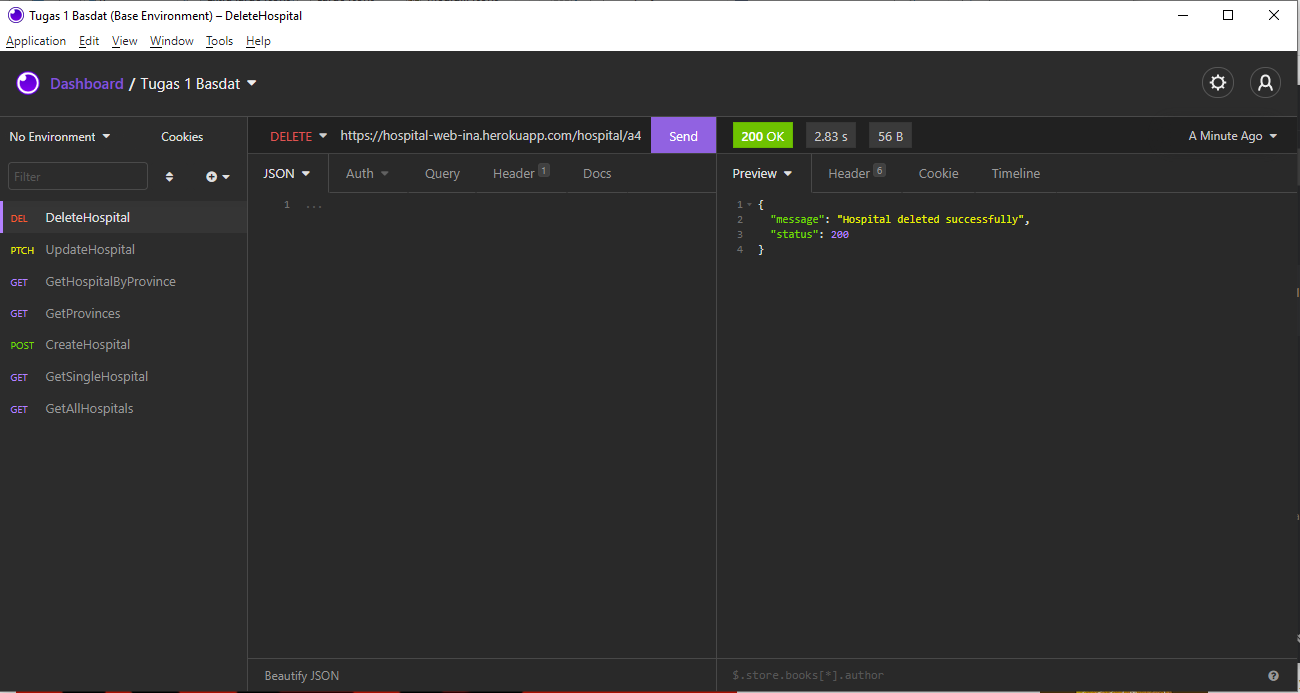 Tugas 1 Basdat (Base Environment) – DeleteHospital
Application Edit View Window Tools Help
Dashboard / Tugas 1 Basdat
No Environment Cookies
DELETE https://hospital-web-ina.herokuapp.com/hospital/a4 Send
200 OK 2.83 s 56 B A Minute Ago
Filter
JSON Auth Query Header 1 Docs
Preview Header 6 Cookie Timeline
DEL DeleteHospital
PTCH UpdateHospital
GET GetHospitalByProvince
GET GetProvinces
POST CreateHospital
GET GetSingleHospital
GET GetAllHospitals
1 ...
1 {
2 "message": "Hospital deleted successfully",
3 "status": 200
4 }
Beautify JSON
$.store.books[*].author